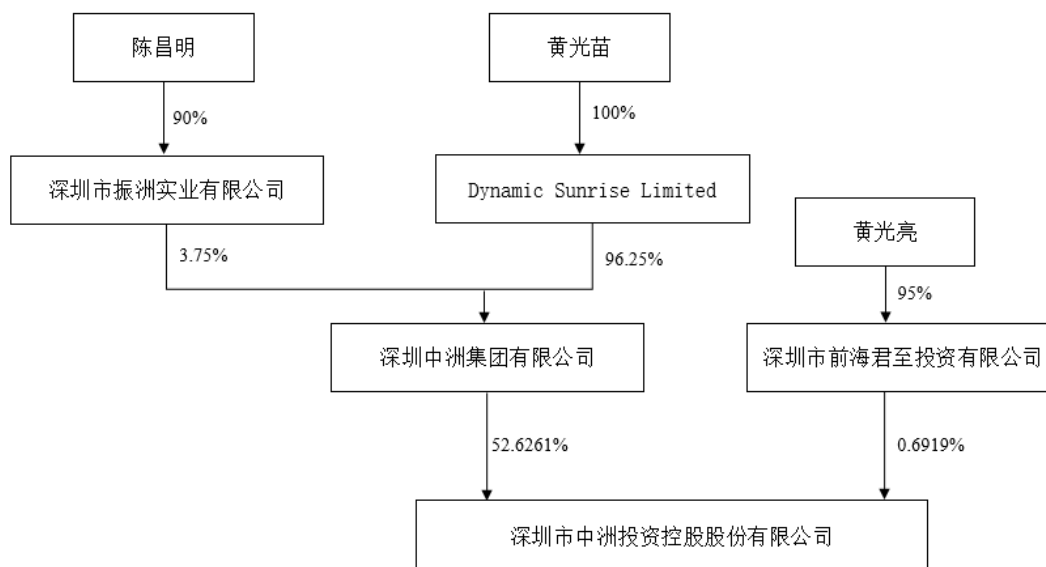 陈昌明
黄光苗
90%
100%
深圳市振洲实业有限公司
Dynamic Sunrise Limited
黄光亮
3.75%
96.25%
95%
深圳中洲集团有限公司
深圳市前海君至投资有限公司
52.6261%
0.6919%
深圳市中洲投资控股股份有限公司